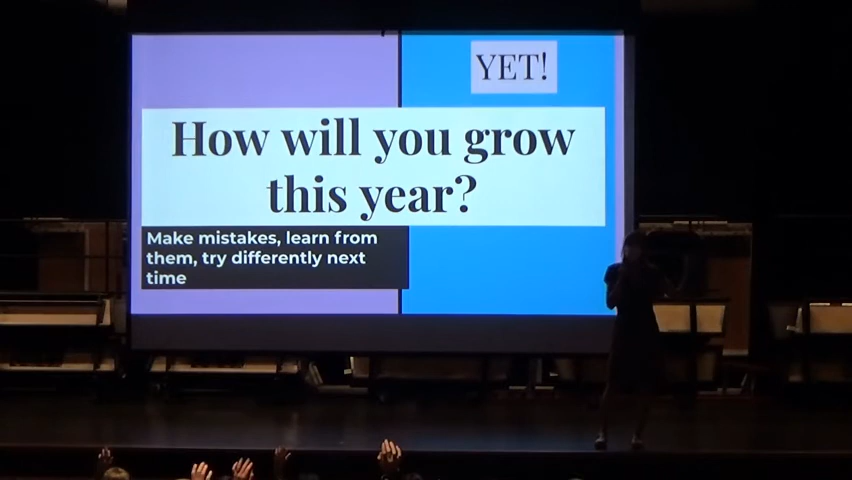 YET!
How will you grow
this year?
Make mistakes, learn from
them, try differently next
time